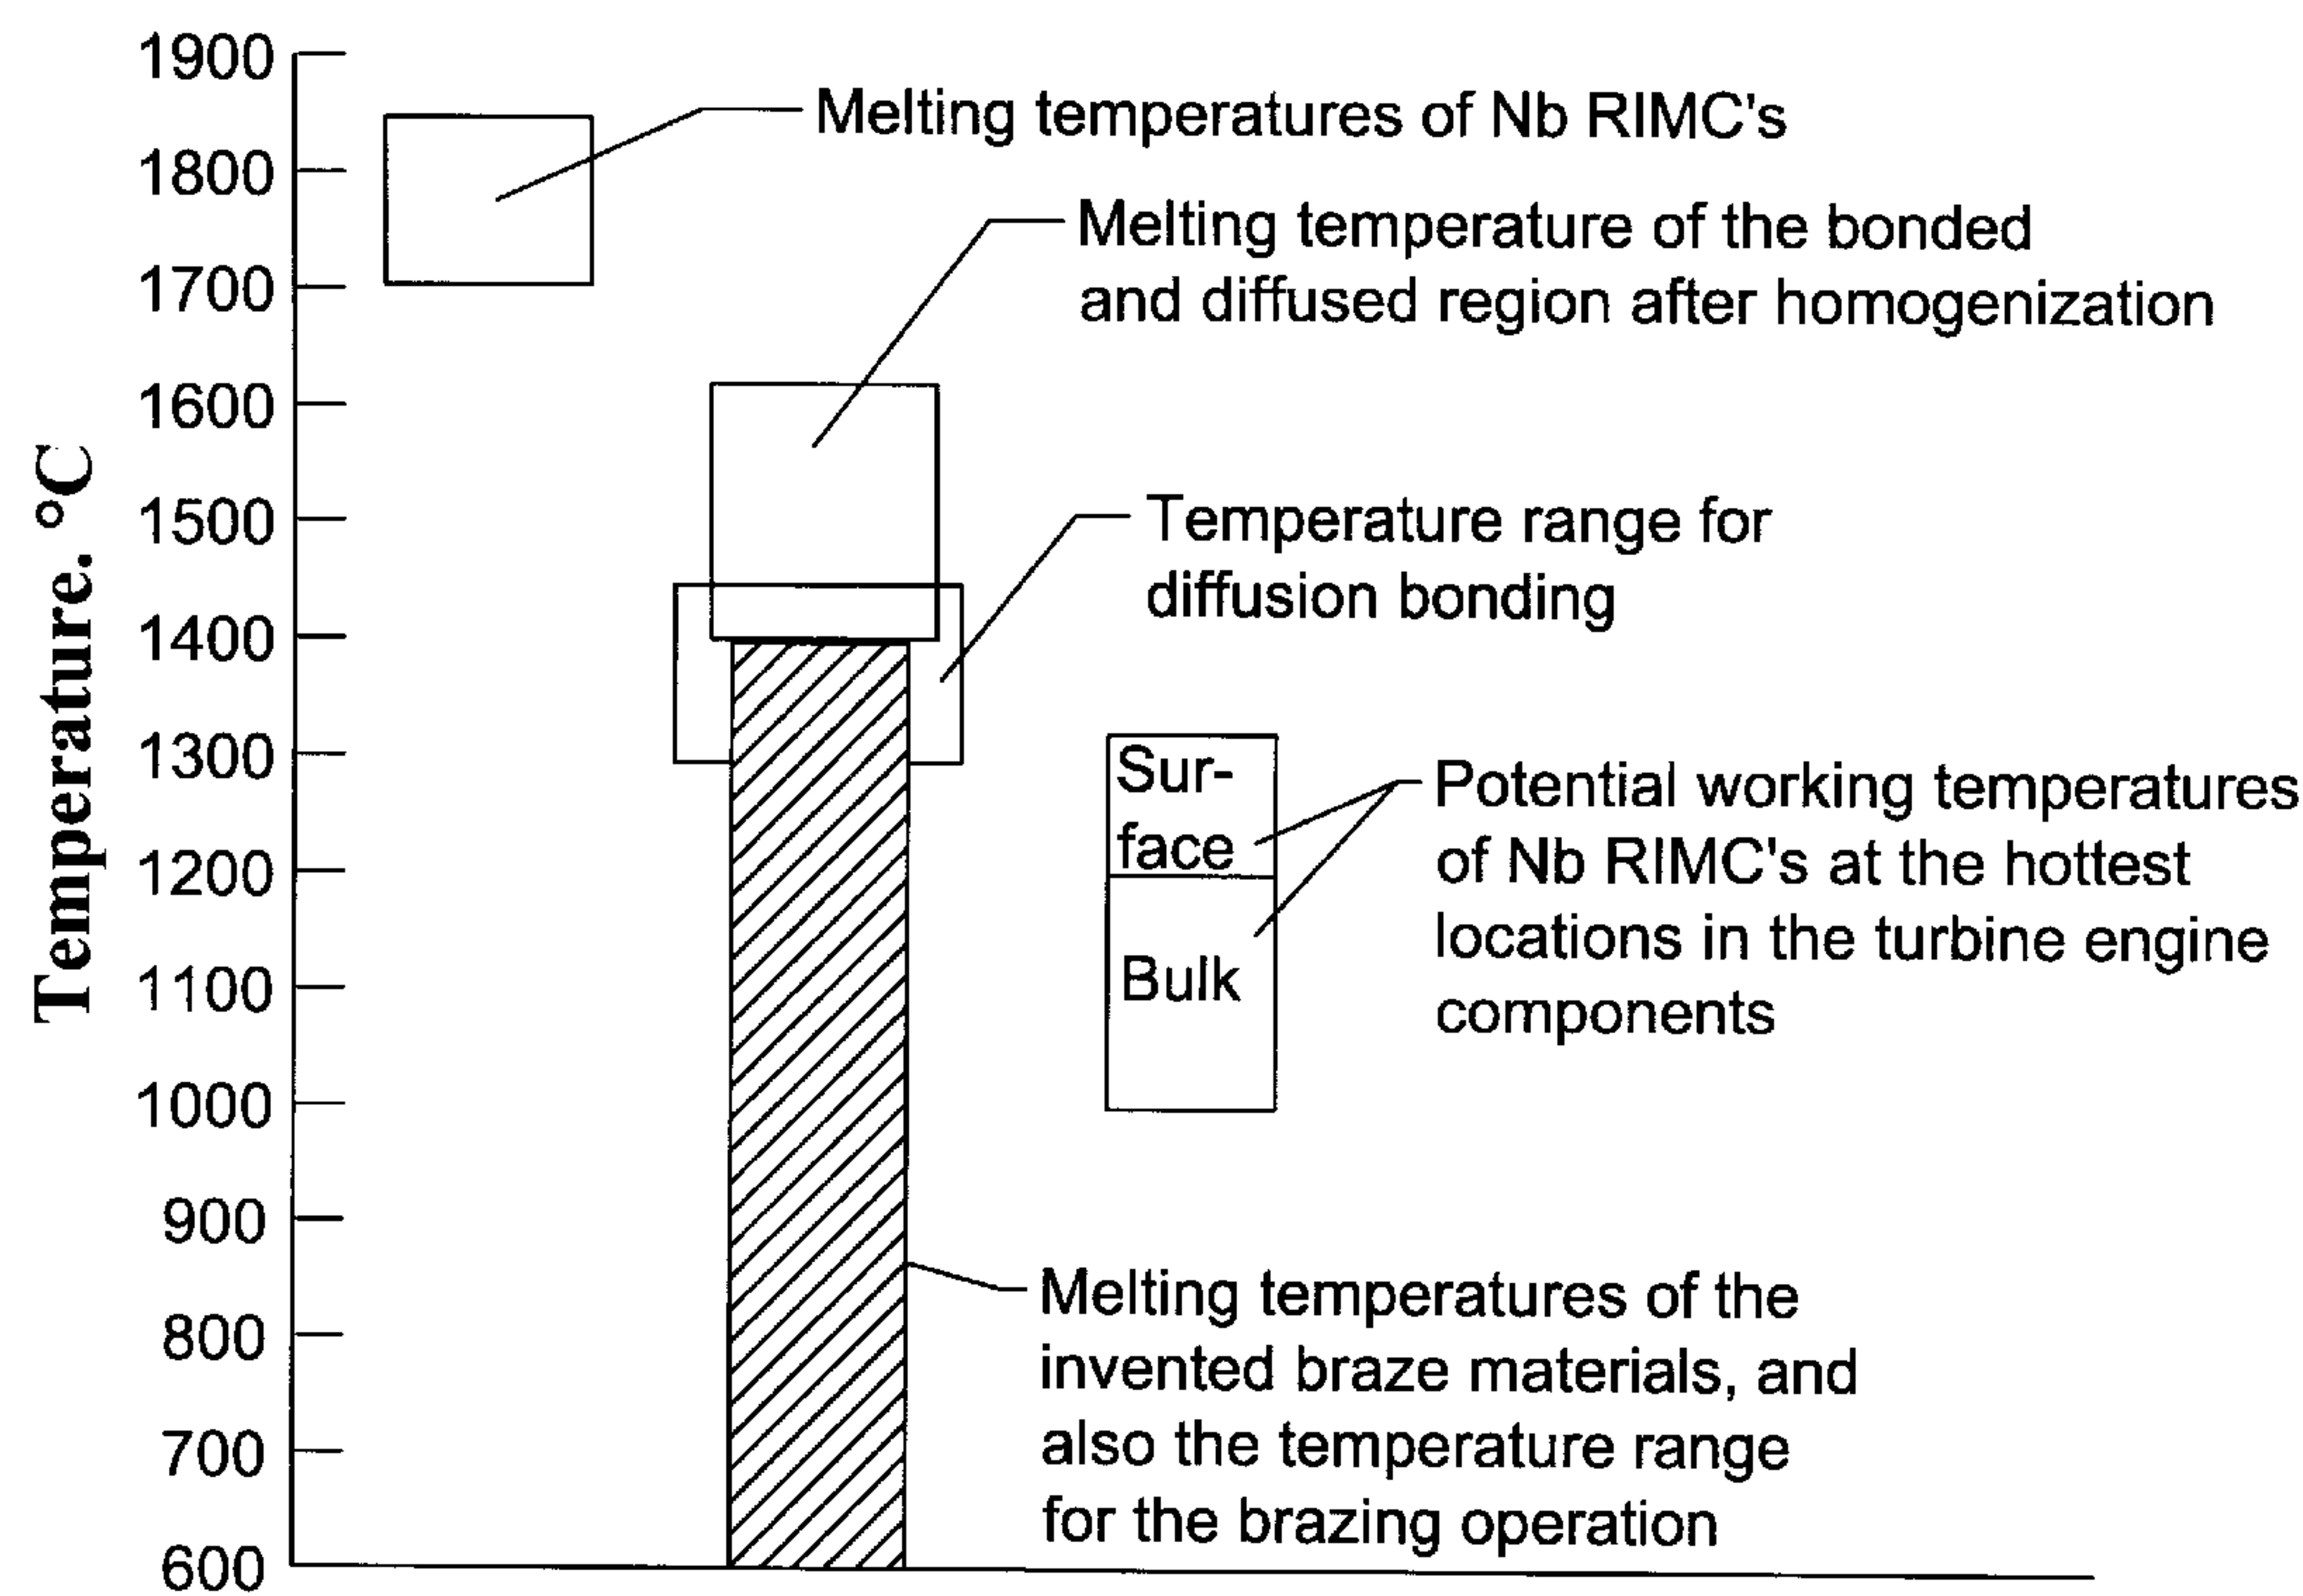 Temperature. °C
1900
1800
1700
1600
1500
1400
1300
1200
1100
1000
900
800
700
600
Melting temperatures of Nb RIMC's
Melting temperature of the bonded
and diffused region after homogenization
Temperature range for
diffusion bonding
Sur-
face
Bulk
Potential working temperatures
of Nb RIMC's at the hottest
locations in the turbine engine
components
Melting temperatures of the
invented braze materials, and
also the temperature range
for the brazing operation